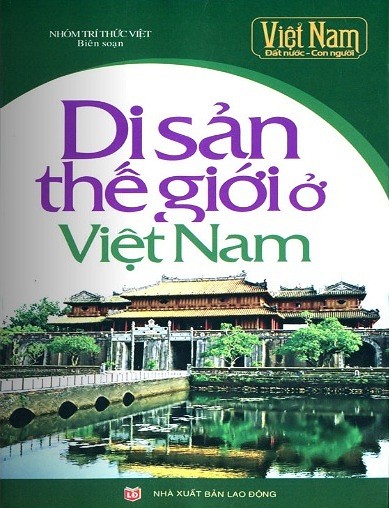 NHÓM TRÍ THỨC VIỆT
Biên soạn
Việt Nam
Đất nước - Con người
Di sản
thế giới ở
Việt Nam
LĐ
NHÀ XUẤT BẢN LAO ĐỘNG